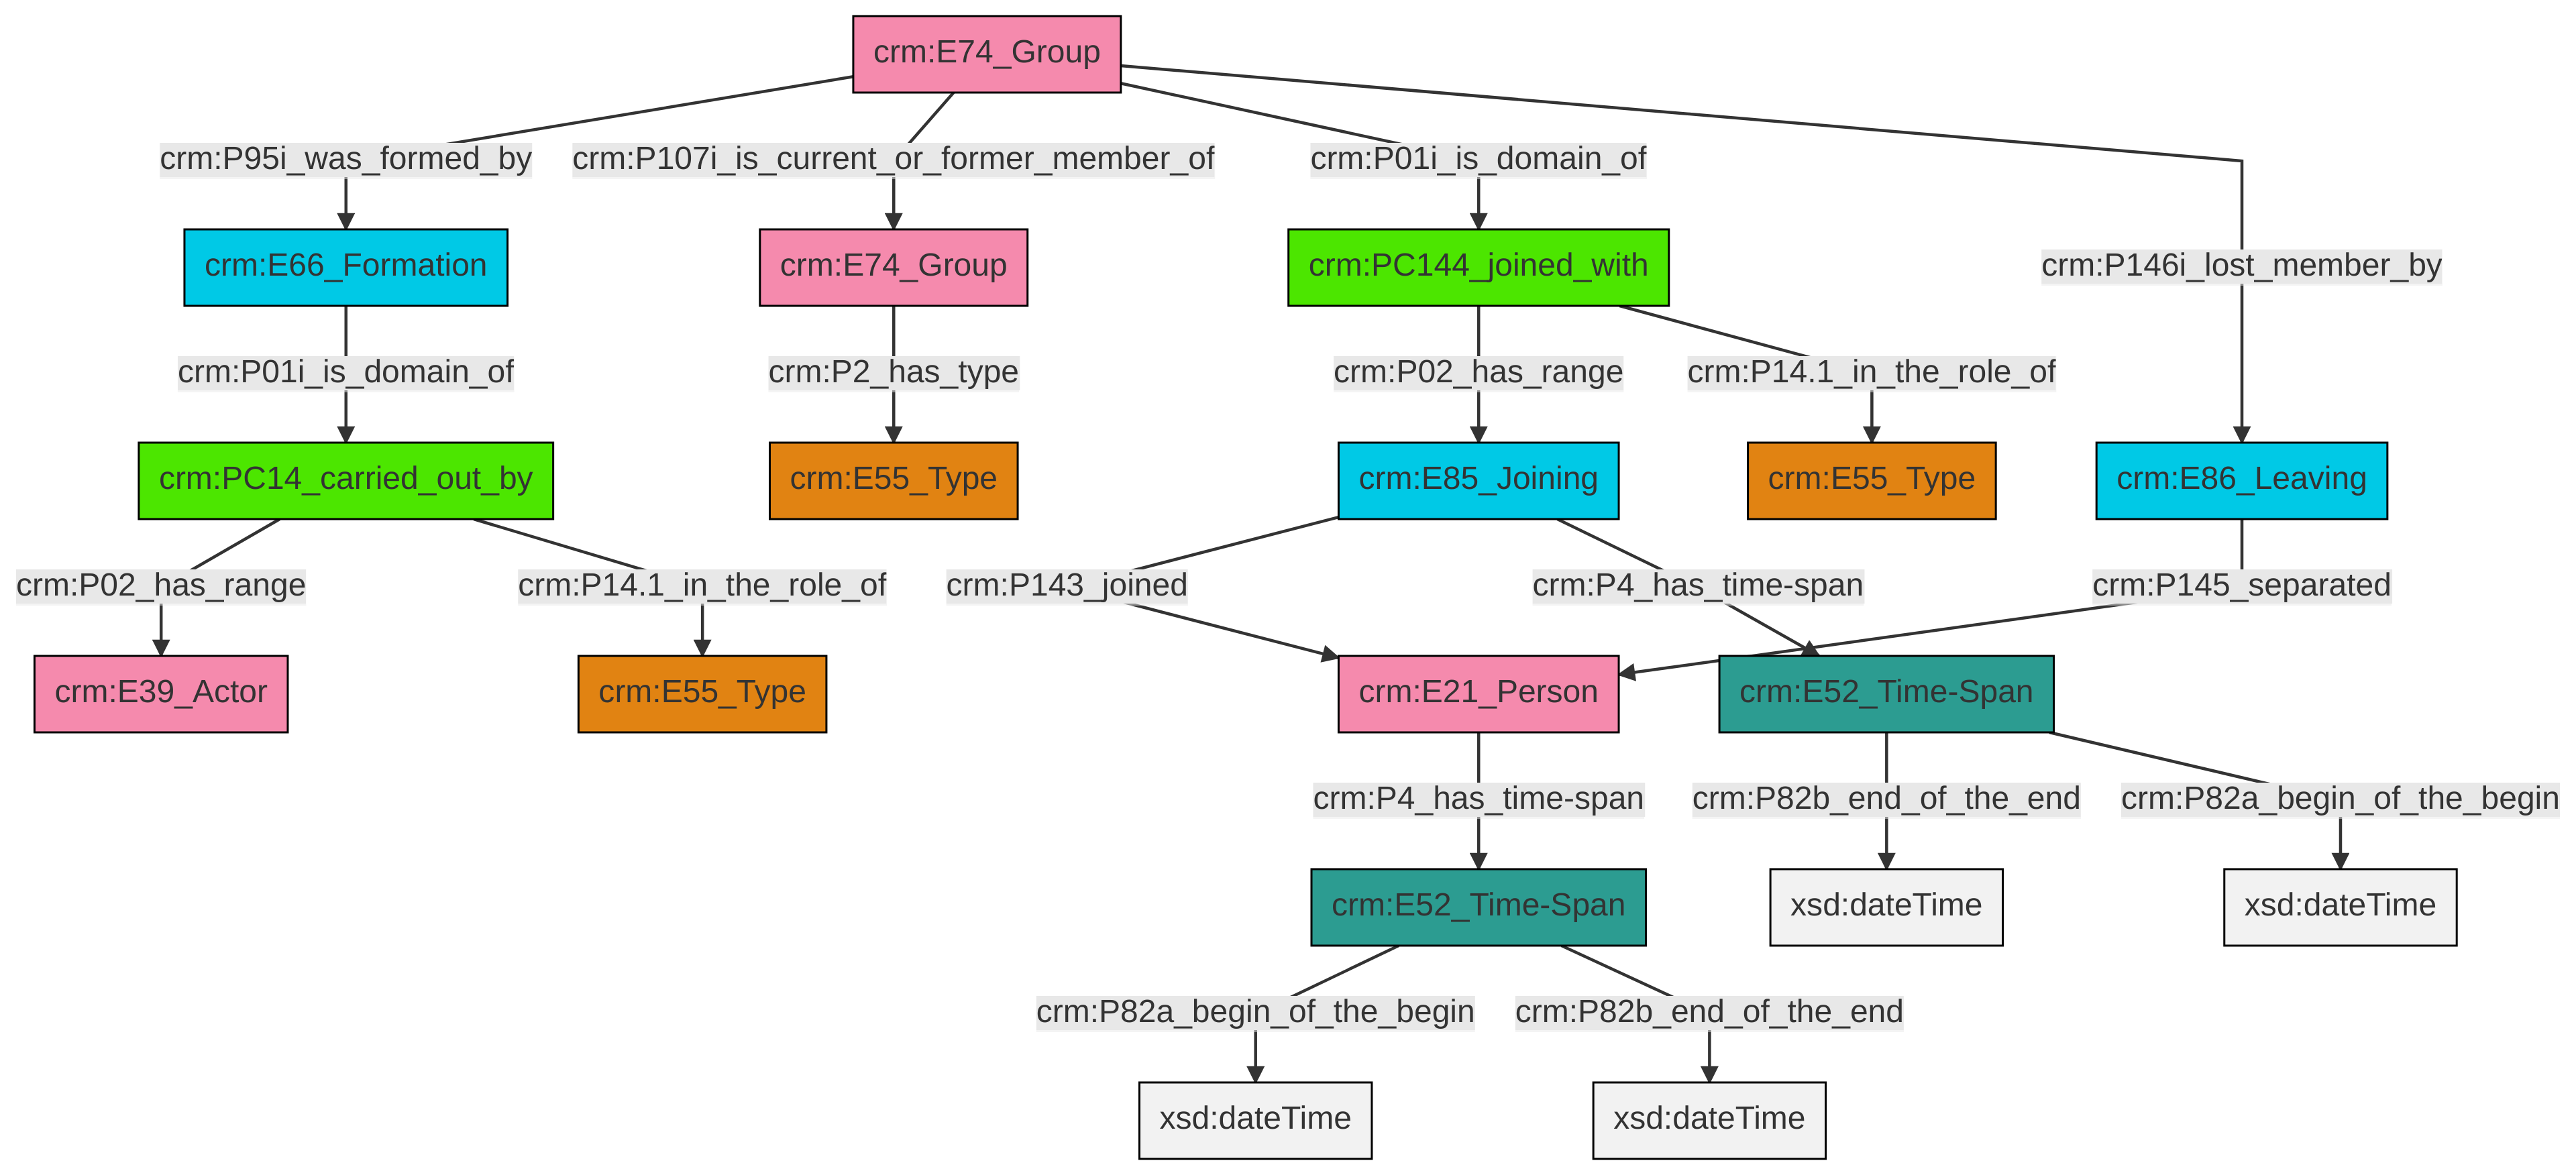 crm:E74_Group
crm:P95i_was_formed_by
crm:P107i_is_current_or_former_member_of
crm:P01i_is_domain_of
crm:E66_Formation
crm:E74_Group
crm:PC144_joined_with
crm:P146i_lost_member_by
crm:P01i_is_domain_of
crm:P2_has_type
crm:P02_has_range
crm:P14.1_in_the_role_of
crm:PC14_carried_out_by
crm:E55_Type
crm:E85_Joining
crm:E55_Type
crm:E86_Leaving
crm:P02_has_range
crm:P14.1_in_the_role_of
crm:P143_joined
crm:P4_has_time-span
crm:P145_separated
crm:E39_Actor
crm:E55_Type
crm:E21_Person
crm:E52_Time-Span
crm:P4_has_time-span
crm:P82b_end_of_the_end
crm:P82a_begin_of_the_begin
crm:E52_Time-Span
xsd:dateTime
xsd:dateTime
crm:P82a_begin_of_the_begin
crm:P82b_end_of_the_end
xsd:dateTime
xsd:dateTime